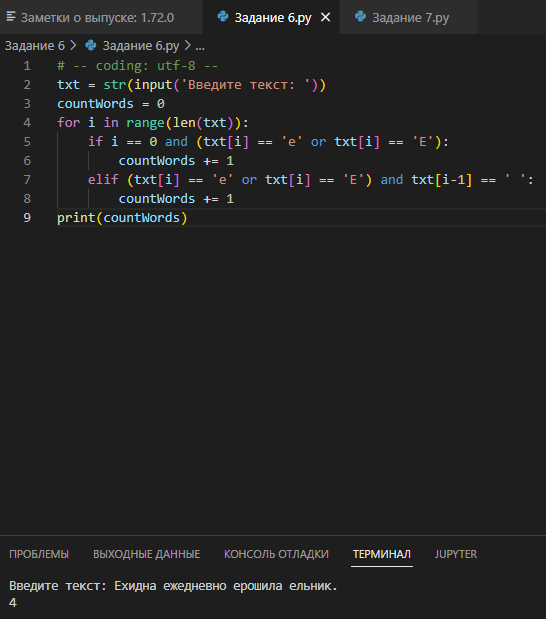 Заметки о выпуске: 1.72.0
Задание 6.py
Задание 7.py
Задание 6 > Задание 6.py > ...
1 # -- coding: utf-8 --
2 txt = str(input('Введите текст: '))
3 countWords = 0
4 for i in range(len(txt)):
5 if i == 0 and (txt[i] == 'е' or txt[i] == 'Е'):
6 countWords += 1
7 elif (txt[i] == 'е' or txt[i] == 'Е') and txt[i-1] == ' ':
8 countWords += 1
9 print(countWords)
ПРОБЛЕМЫ ВЫХОДНЫЕ ДАННЫЕ КОНСОЛЬ ОТЛАДКИ ТЕРМИНАЛ JUPYTER
Введите текст: Ехидна ежедневно ерошила ельник.
4